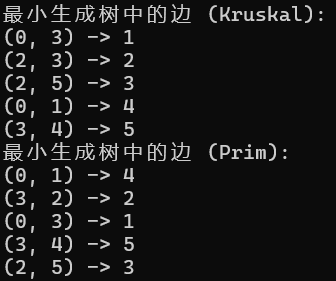 最小生成树中的边 (Kruskal):
(0, 3) -> 1
(2, 3) -> 2
(2, 5) -> 3
(0, 1) -> 4
(3, 4) -> 5
最小生成树中的边 (Prim):
(0, 1) -> 4
(3, 2) -> 2
(0, 3) -> 1
(3, 4) -> 5
(2, 5) -> 3